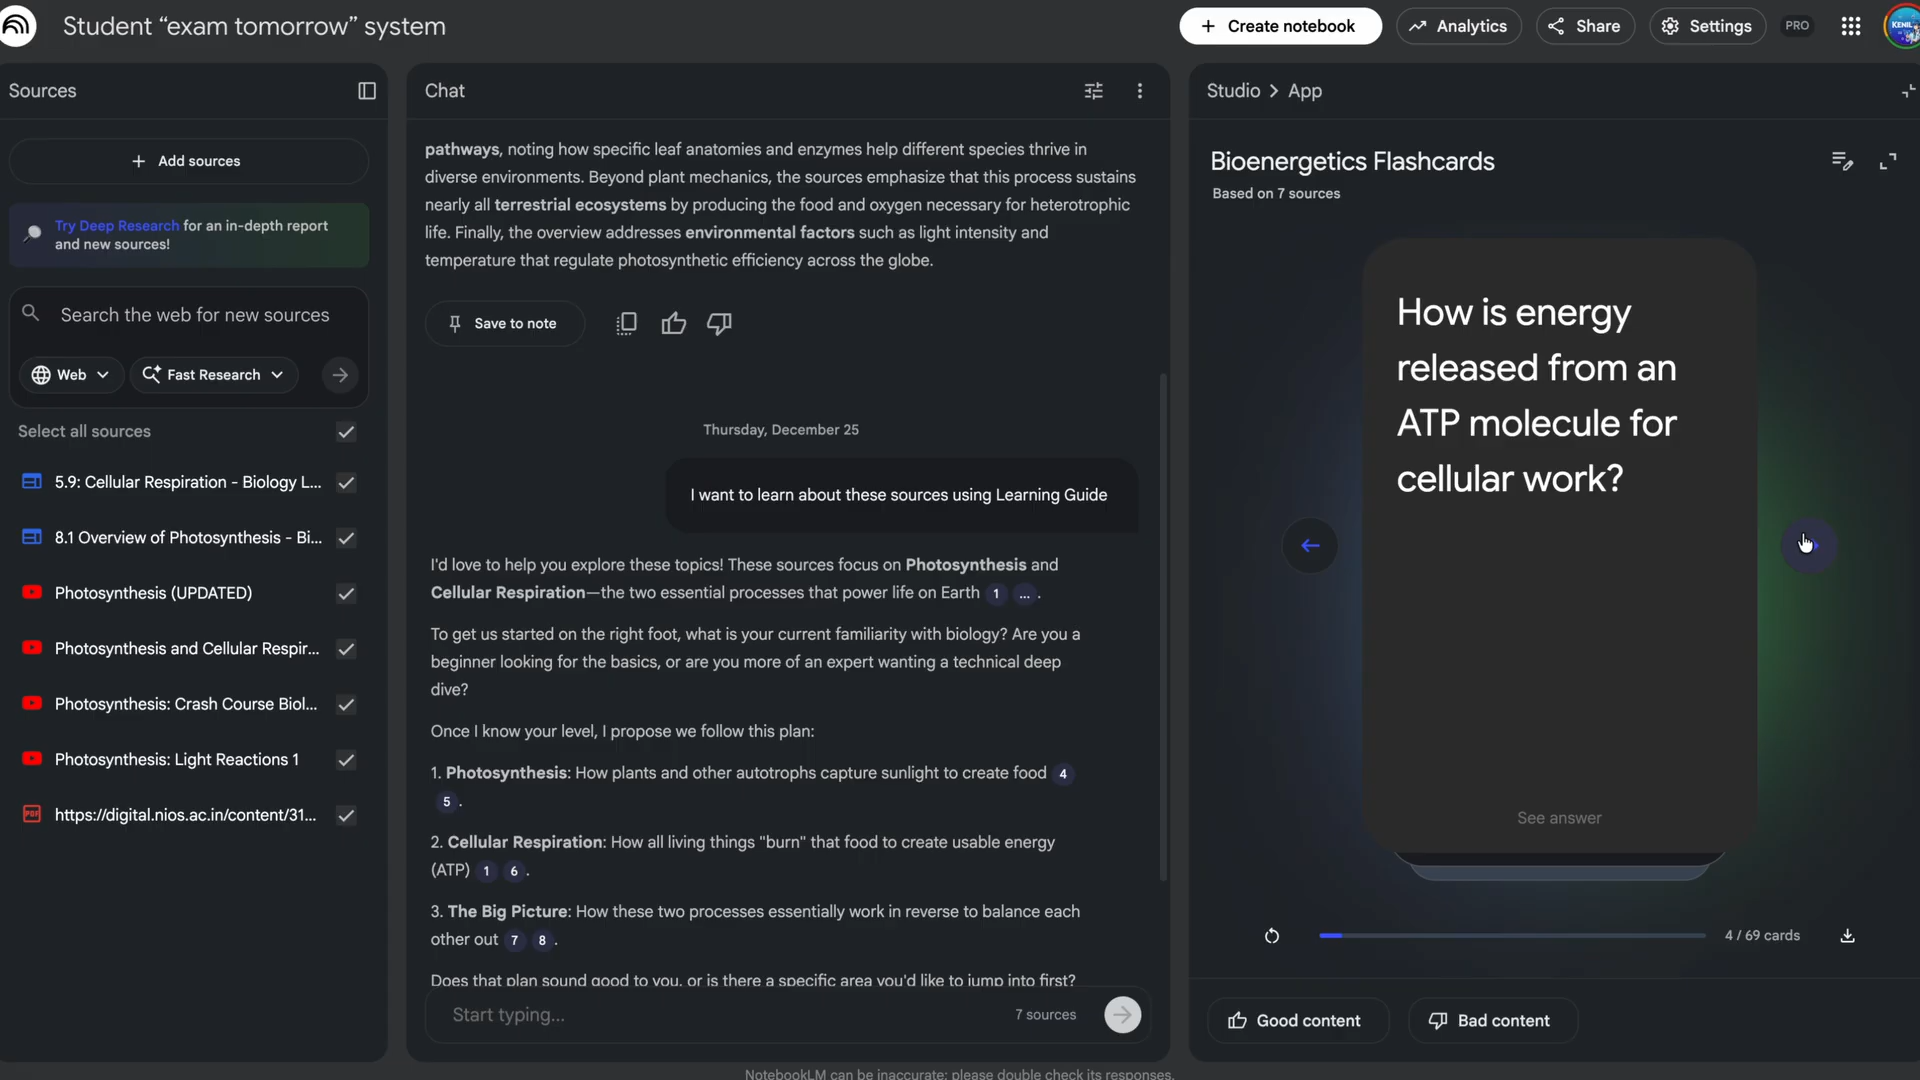 Student “exam tomorrow” system
Create notebook
Analytics
Share
Settings
PRO
Sources
Add sources
Try Deep Research for an in-depth report
and new sources!
Search the web for new sources
Web
Fast Research
Select all sources
5.9: Cellular Respiration - Biology L...
8.1 Overview of Photosynthesis - Bi...
Photosynthesis (UPDATED)
Photosynthesis and Cellular Respir...
Photosynthesis: Crash Course Biol...
Photosynthesis: Light Reactions 1
PDF
https://digital.nios.ac.in/content/31...
Chat
pathways, noting how specific leaf anatomies and enzymes help different species thrive in
diverse environments. Beyond plant mechanics, the sources emphasize that this process sustains
nearly all terrestrial ecosystems by producing the food and oxygen necessary for heterotrophic
life. Finally, the overview addresses environmental factors such as light intensity and
temperature that regulate photosynthetic efficiency across the globe.
Save to note
Thursday, December 25
I want to learn about these sources using Learning Guide
I'd love to help you explore these topics! These sources focus on Photosynthesis and
Cellular Respiration—the two essential processes that power life on Earth 1 ... .
To get us started on the right foot, what is your current familiarity with biology? Are you a
beginner looking for the basics, or are you more of an expert wanting a technical deep
dive?
Once I know your level, I propose we follow this plan:
1. Photosynthesis: How plants and other autotrophs capture sunlight to create food 4
5 .
2. Cellular Respiration: How all living things "burn" that food to create usable energy
(ATP) 1 6 .
3. The Big Picture: How these two processes essentially work in reverse to balance each
other out 7 8 .
Does that plan sound good to you, or is there a specific area you'd like to jump into first?
Start typing...
7 sources
Studio > App
Bioenergetics Flashcards
Based on 7 sources
How is energy
released from an
ATP molecule for
cellular work?
See answer
4 / 69 cards
Good content
Bad content
NotebookLM can be inaccurate; please double check its responses.